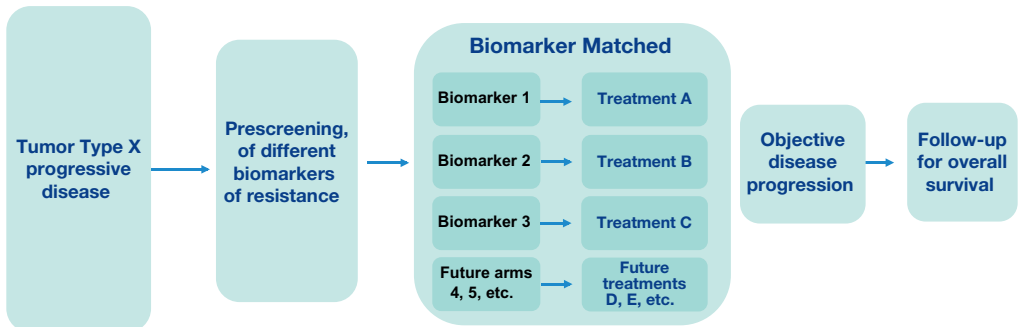 Tumor Type X
progressive
disease
Prescreening,
of different
biomarkers
of resistance
Biomarker Matched
Biomarker 1
Treatment A
Biomarker 2
Treatment B
Biomarker 3
Treatment C
Future arms
4, 5, etc.
Future
treatments
D, E, etc.
Objective
disease
progression
Follow-up
for overall
survival